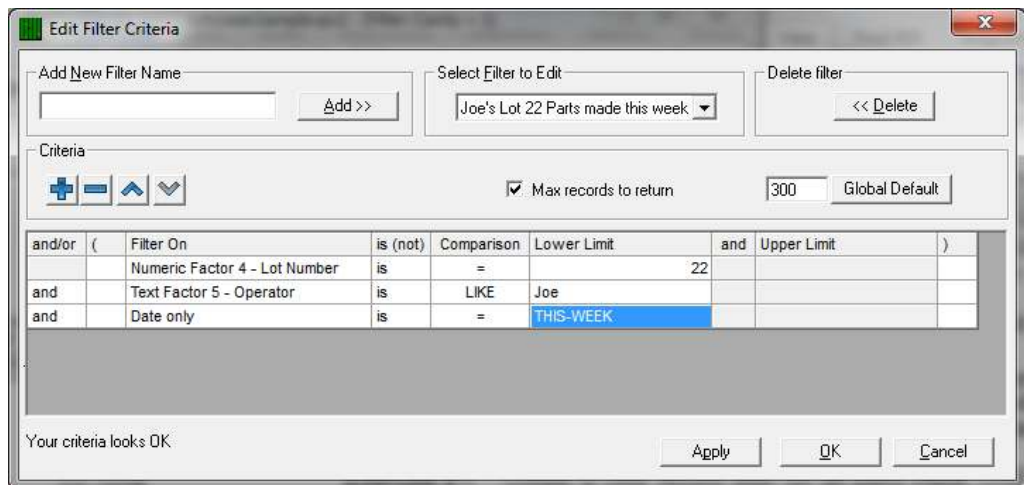 Edit Filter Criteria
Add New Filter Name
Add >>
Select Filter to Edit
Joe's Lot 22 Parts made this week
Delete filter
<< Delete
Criteria
Max records to return
300
Global Default
and/or ( Filter On is (not) Comparison Lower Limit and Upper Limit )
Numeric Factor 4 - Lot Number is = 22
and Text Factor 5 - Operator is LIKE Joe
and Date only is = THIS-WEEK
Your criteria looks OK
Apply
OK
Cancel